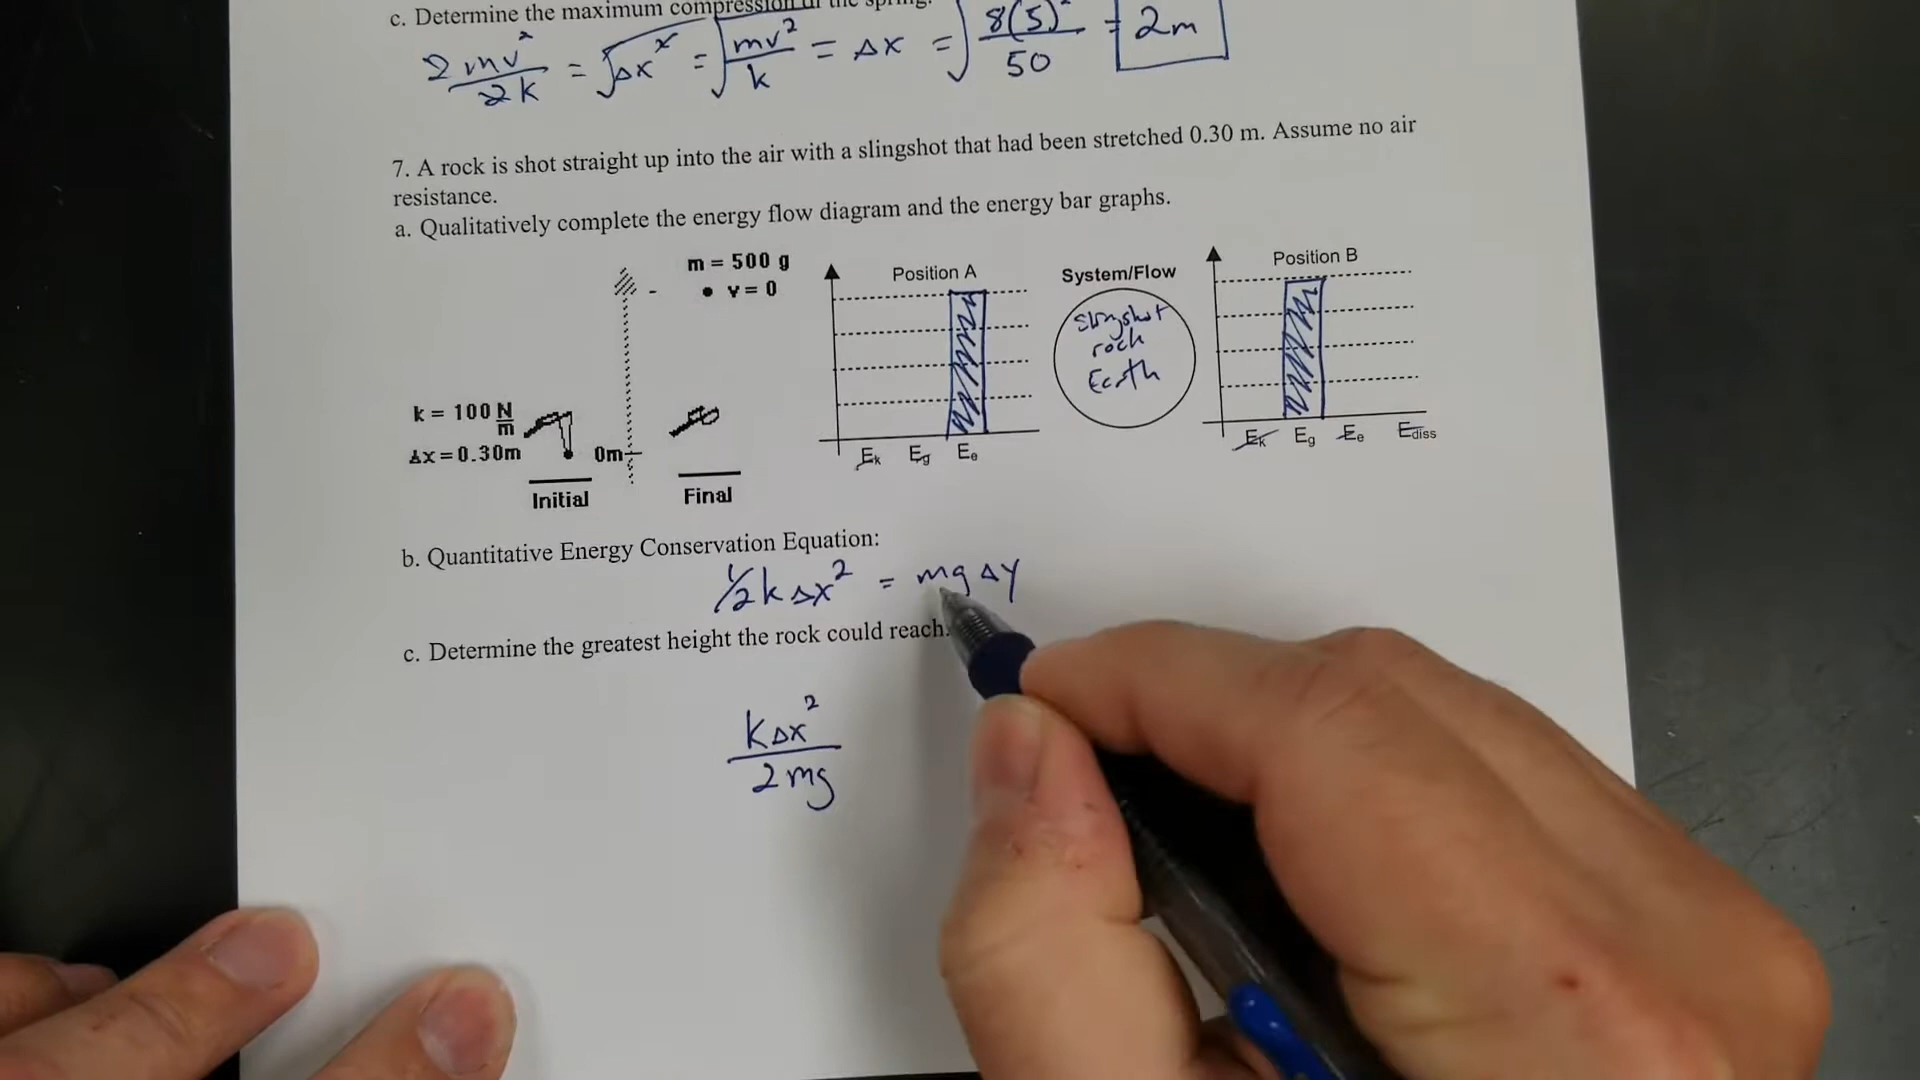 c. Determine the maximum compression of the spring.
2mv²/2k = √Δx² = √mv²/k = Δx = √8(5)²/50 = 2m
7. A rock is shot straight up into the air with a slingshot that had been stretched 0.30 m. Assume no air
resistance.
a. Qualitatively complete the energy flow diagram and the energy bar graphs.
m = 500 g
v = 0
k = 100 N/m
Δx = 0.30m
0m
Initial
Final
Position A
Ek Eg Ee
System/Flow
Slingshot
rock
Earth
Position B
Ek Eg Ee Ediss
b. Quantitative Energy Conservation Equation:
1/2kΔx² = mgΔy
c. Determine the greatest height the rock could reach.
kΔx²
2mg